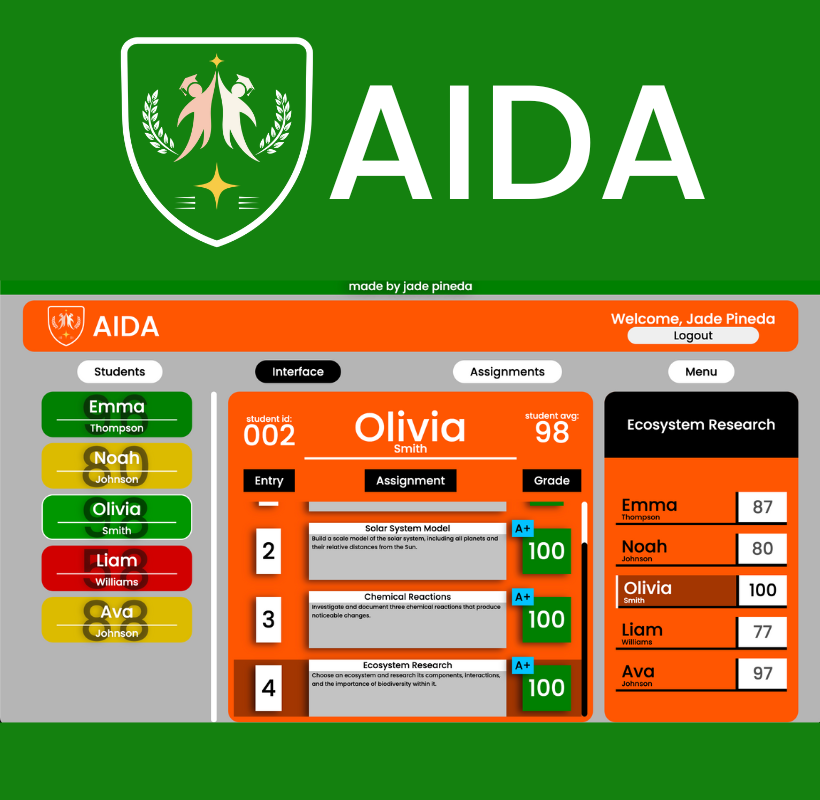 AIDA
made by jade pineda
AIDA
Welcome, Jade Pineda
Logout
Students
Interface
Assignments
Menu
Emma
Thompson
80
Noah
Johnson
98
Olivia
Smith
58
Liam
Williams
88
Ava
Johnson
student id:
002
Olivia
Smith
student avg:
98
Entry
Assignment
Grade
2
Solar System Model
Build a scale model of the solar system, including all planets and
their relative distances from the Sun.
A+
100
3
Chemical Reactions
Investigate and document three chemical reactions that produce
noticeable changes.
A+
100
4
Ecosystem Research
Choose an ecosystem and research its components, interactions,
and the importance of biodiversity within it.
A+
100
Ecosystem Research
Emma
Thompson
87
Noah
Johnson
80
Olivia
Smith
100
Liam
Williams
77
Ava
Johnson
97